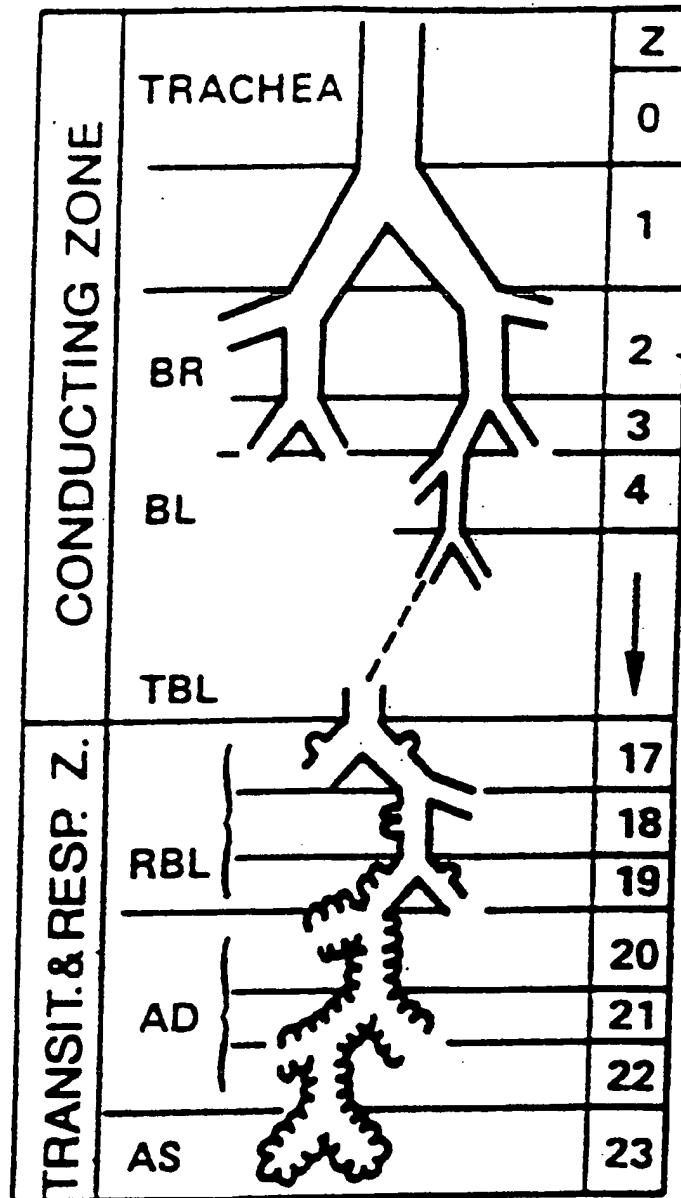 Z
TRACHEA
0
CONDUCTING ZONE
1
BR
2
3
BL
4
TBL
TRANSIT.& RESP. Z.
17
18
RBL
19
20
AD
21
22
AS
23